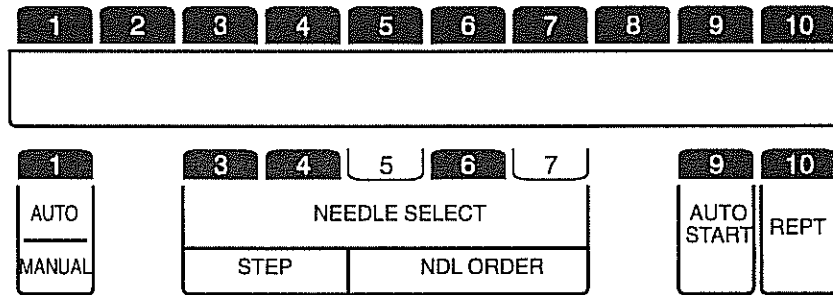 1 2 3 4 5 6 7 8 9 10
1 3 4 5 6 7 9 10
AUTO
MANUAL
NEEDLE SELECT
STEP NDL ORDER
AUTO
START
REPT